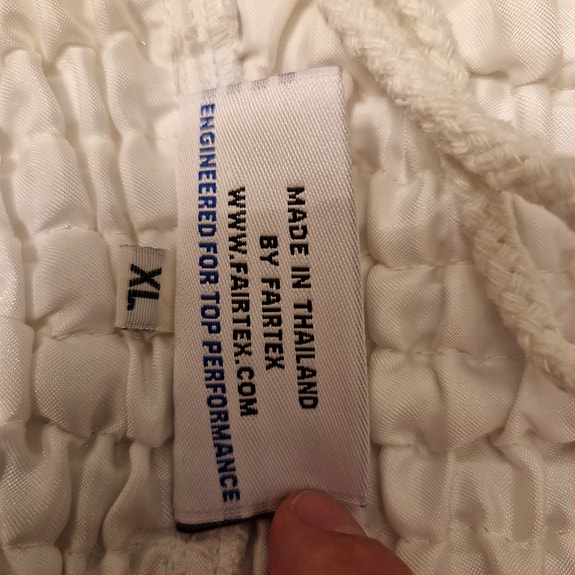 MADE IN THAILAND
BY FAIRTEX
WWW.FAIRTEX.COM
ENGINEERED FOR TOP PERFORMANCE
XL